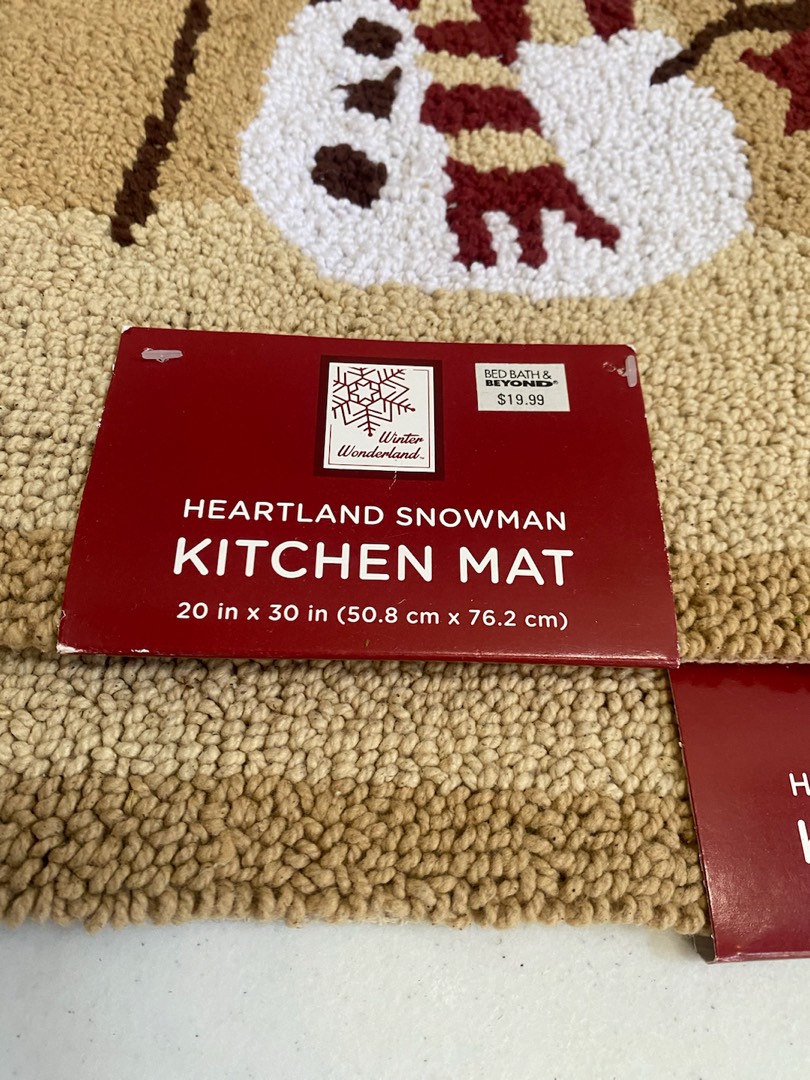 Winter
Wonderland™
BED BATH &
BEYOND®
$19.99
HEARTLAND SNOWMAN
KITCHEN MAT
20 in x 30 in (50.8 cm x 76.2 cm)
H
K